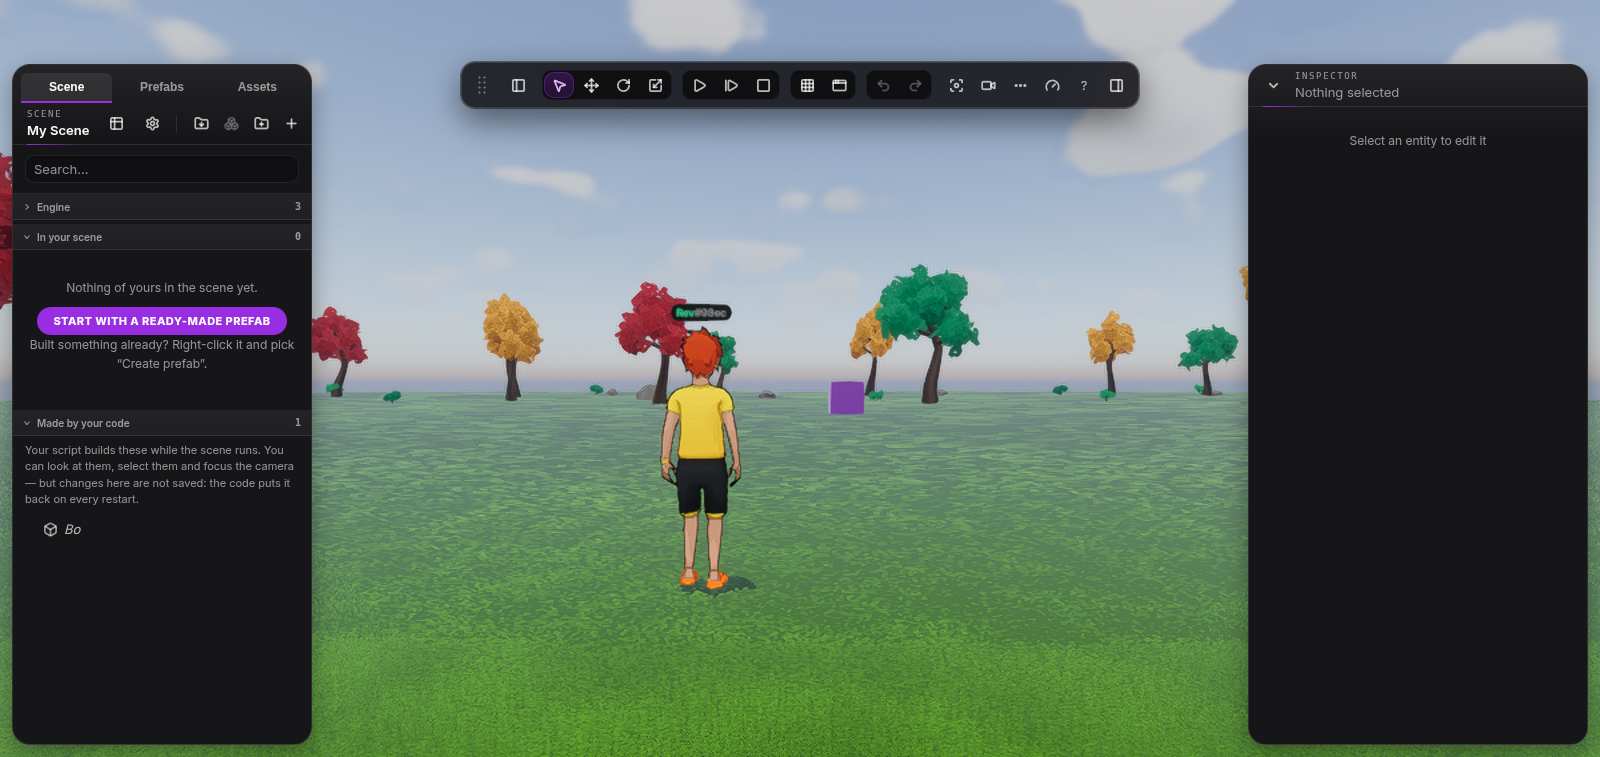 Scene
Prefabs
Assets
SCENE
My Scene
Search...
Engine
3
In your scene
0
Nothing of yours in the scene yet.
START WITH A READY-MADE PREFAB
Built something already? Right-click it and pick
“Create prefab”.
Made by your code
1
Your script builds these while the scene runs. You
can look at them, select them and focus the camera
— but changes here are not saved: the code puts it
back on every restart.
Bo
?
INSPECTOR
Nothing selected
Select an entity to edit it